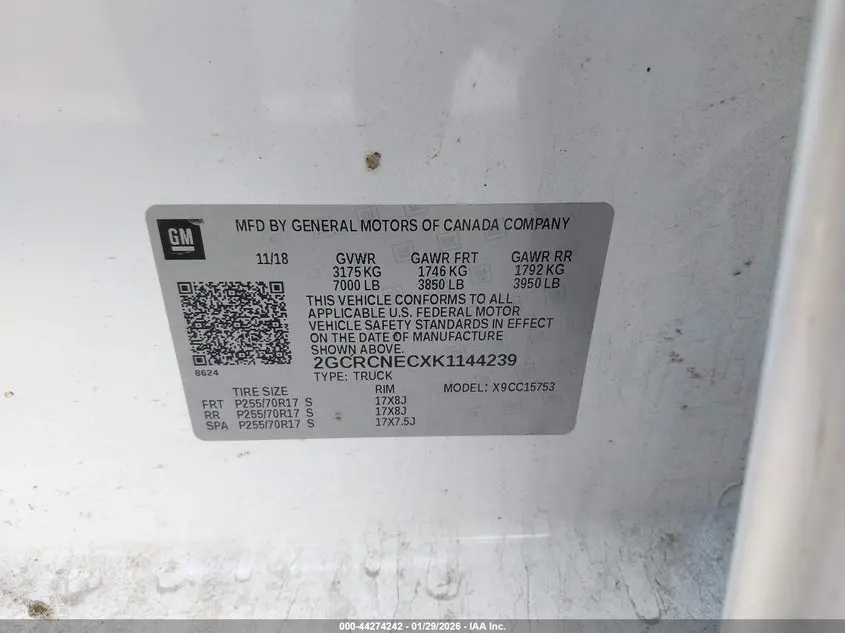 GM
MFD BY GENERAL MOTORS OF CANADA COMPANY
11/18 GVWR GAWR FRT GAWR RR
3175 KG 1746 KG 1792 KG
7000 LB 3850 LB 3950 LB
THIS VEHICLE CONFORMS TO ALL
APPLICABLE U.S. FEDERAL MOTOR
VEHICLE SAFETY STANDARDS IN EFFECT
ON THE DATE OF MANUFACTURE
SHOWN ABOVE.
8624
2GCRCNECXK1144239
TYPE: TRUCK
TIRE SIZE RIM MODEL: X9CC15753
FRT P255/70R17 S 17X8J
RR P255/70R17 S 17X8J
SPA P255/70R17 S 17X7.5J
000-44274242 - 01/29/2026 - IAA Inc.